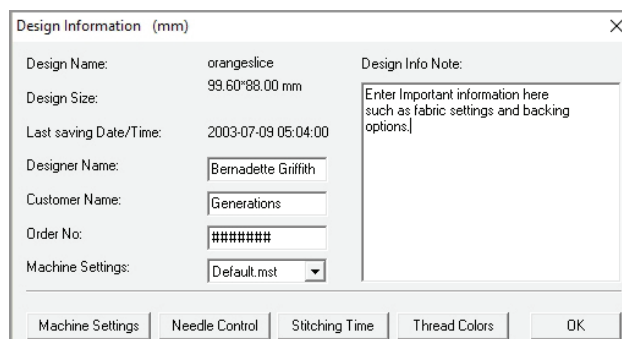 Design Information (mm)
Design Name:
orangeslice
Design Info Note:
Design Size:
99.60*88.00 mm
Enter Important information here
such as fabric settings and backing
options.
Last saving Date/Time:
2003-07-09 05:04:00
Designer Name:
Bernadette Griffith
Customer Name:
Generations
Order No:
#######
Machine Settings:
Default.mst
Machine Settings
Needle Control
Stitching Time
Thread Colors
OK